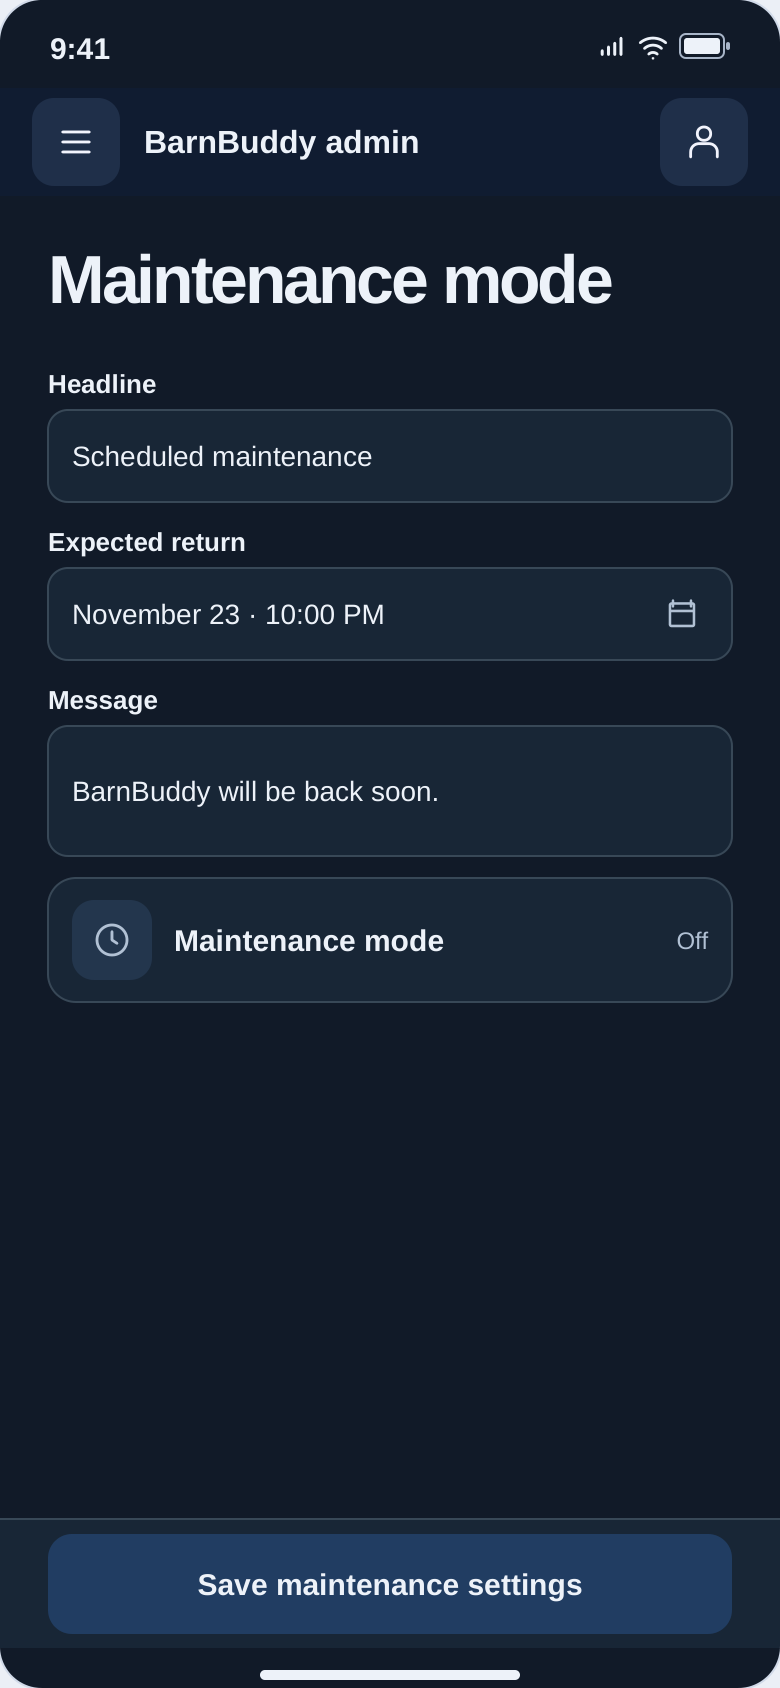 9:41
BarnBuddy admin
Maintenance mode
Headline
Scheduled maintenance
Expected return
November 23 · 10:00 PM
Message
BarnBuddy will be back soon.
Maintenance mode Off
Save maintenance settings